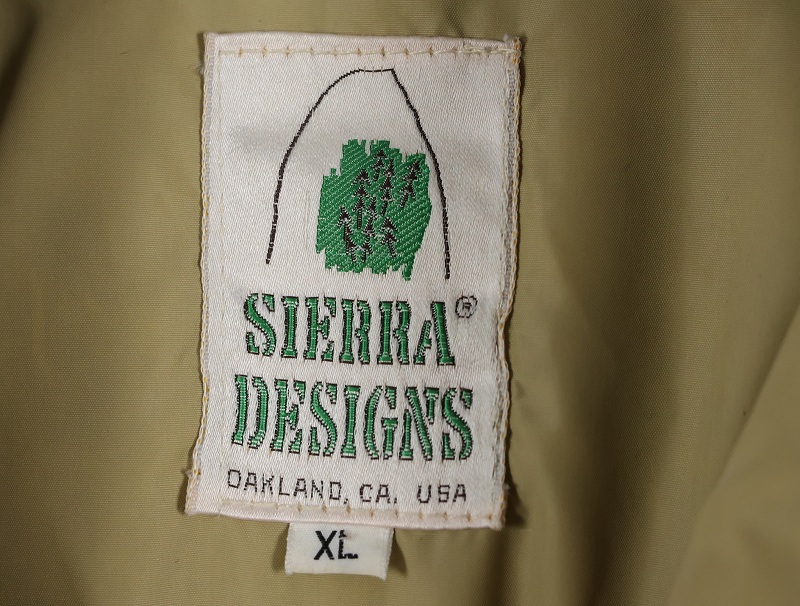 SIERRA®
DESIGNS
OAKLAND, CA. USA
XL